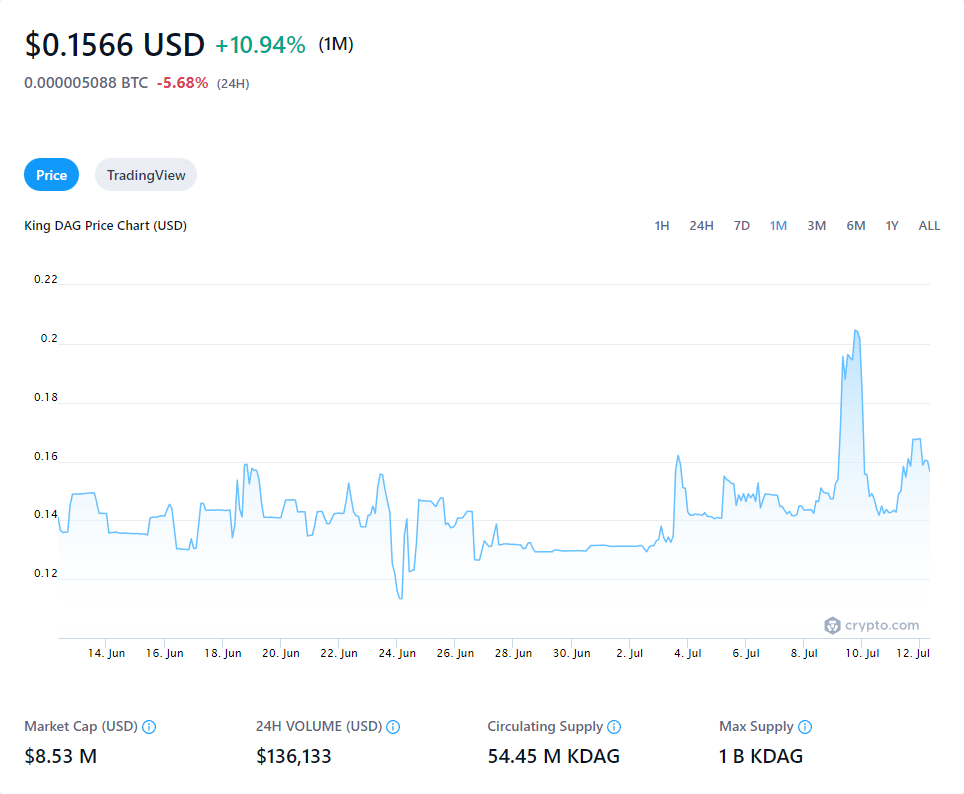 $0.1566 USD +10.94% (1M)
0.000005088 BTC -5.68% (24H)
Price TradingView
King DAG Price Chart (USD) 1H 24H 7D 1M 3M 6M 1Y ALL
0.22
0.2
0.18
0.16
0.14
0.12
crypto.com
14. Jun 16. Jun 18. Jun 20. Jun 22. Jun 24. Jun 26. Jun 28. Jun 30. Jun 2. Jul 4. Jul 6. Jul 8. Jul 10. Jul 12. Jul
Market Cap (USD) 24H VOLUME (USD) Circulating Supply Max Supply
$8.53 M $136,133 54.45 M KDAG 1 B KDAG